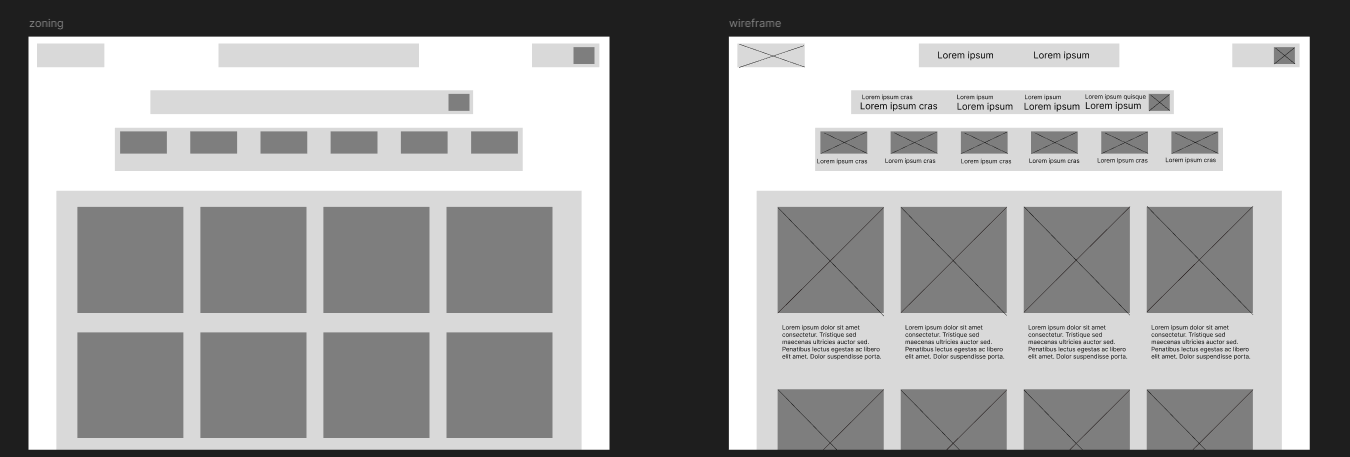 zoning
wireframe
Lorem ipsum Lorem ipsum
Lorem ipsum cras Lorem ipsum Lorem ipsum Lorem ipsum quisque
Lorem ipsum cras Lorem ipsum Lorem ipsum Lorem ipsum
Lorem ipsum cras Lorem ipsum cras Lorem ipsum cras Lorem ipsum cras Lorem ipsum cras Lorem ipsum cras
Lorem ipsum dolor sit amet
consectetur. Tristique sed
maecenas ultricies auctor sed.
Penatibus lectus egestas ac libero
elit amet. Dolor suspendisse porta.
Lorem ipsum dolor sit amet
consectetur. Tristique sed
maecenas ultricies auctor sed.
Penatibus lectus egestas ac libero
elit amet. Dolor suspendisse porta.
Lorem ipsum dolor sit amet
consectetur. Tristique sed
maecenas ultricies auctor sed.
Penatibus lectus egestas ac libero
elit amet. Dolor suspendisse porta.
Lorem ipsum dolor sit amet
consectetur. Tristique sed
maecenas ultricies auctor sed.
Penatibus lectus egestas ac libero
elit amet. Dolor suspendisse porta.